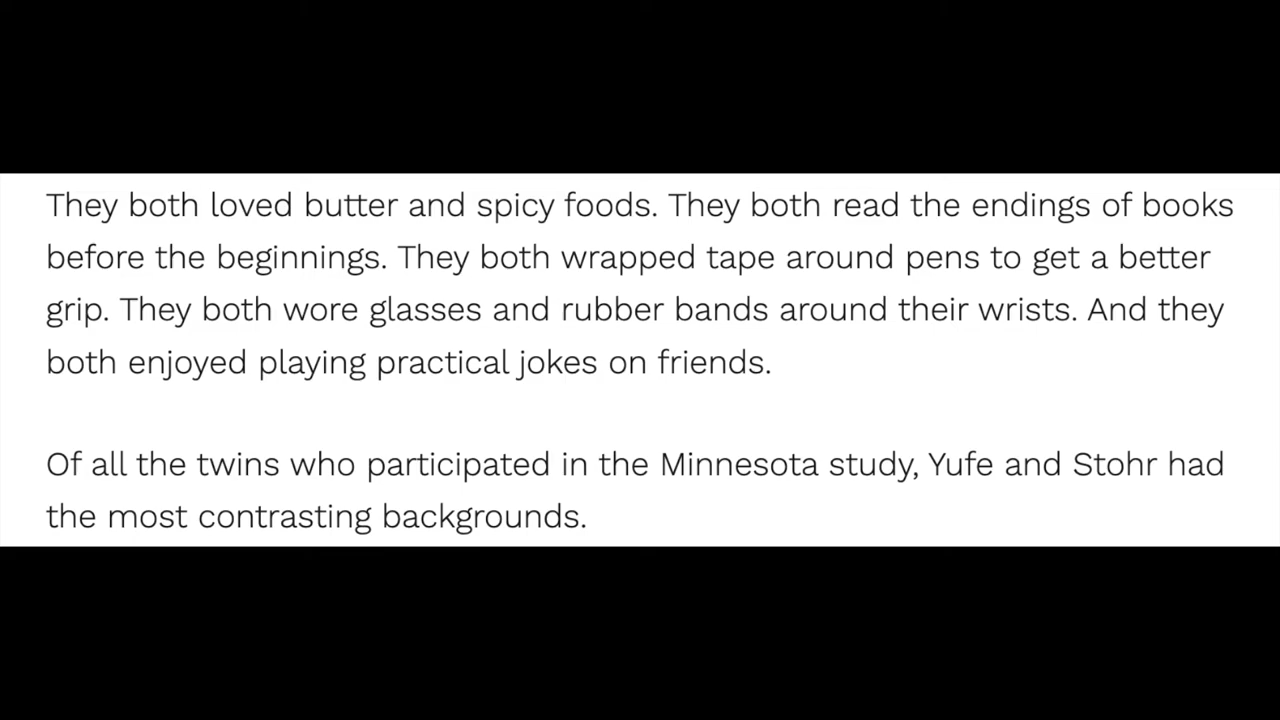 They both loved butter and spicy foods. They both read the endings of books
before the beginnings. They both wrapped tape around pens to get a better
grip. They both wore glasses and rubber bands around their wrists. And they
both enjoyed playing practical jokes on friends.
Of all the twins who participated in the Minnesota study, Yufe and Stohr had
the most contrasting backgrounds.